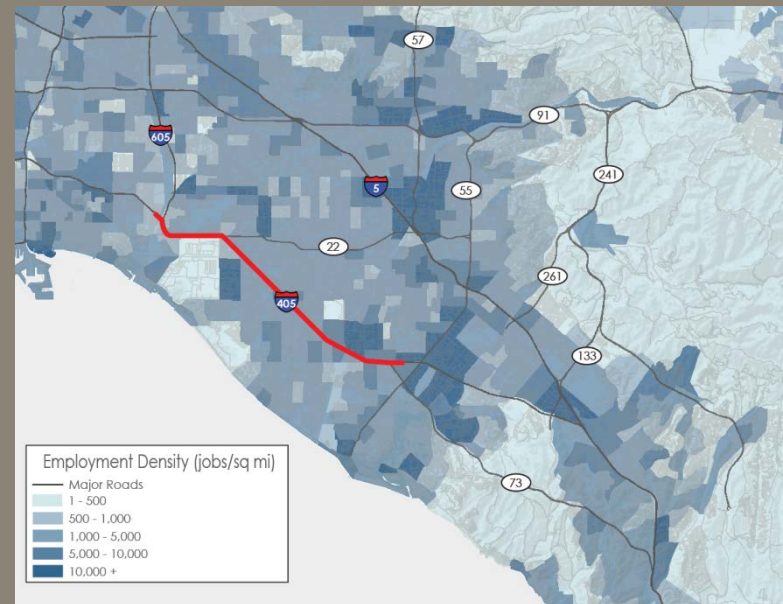 57
91
605
241
5
55
22
261
405
133
73
Employment Density (jobs/sq mi)
Major Roads
1 - 500
500 - 1,000
1,000 - 5,000
5,000 - 10,000
10,000 +